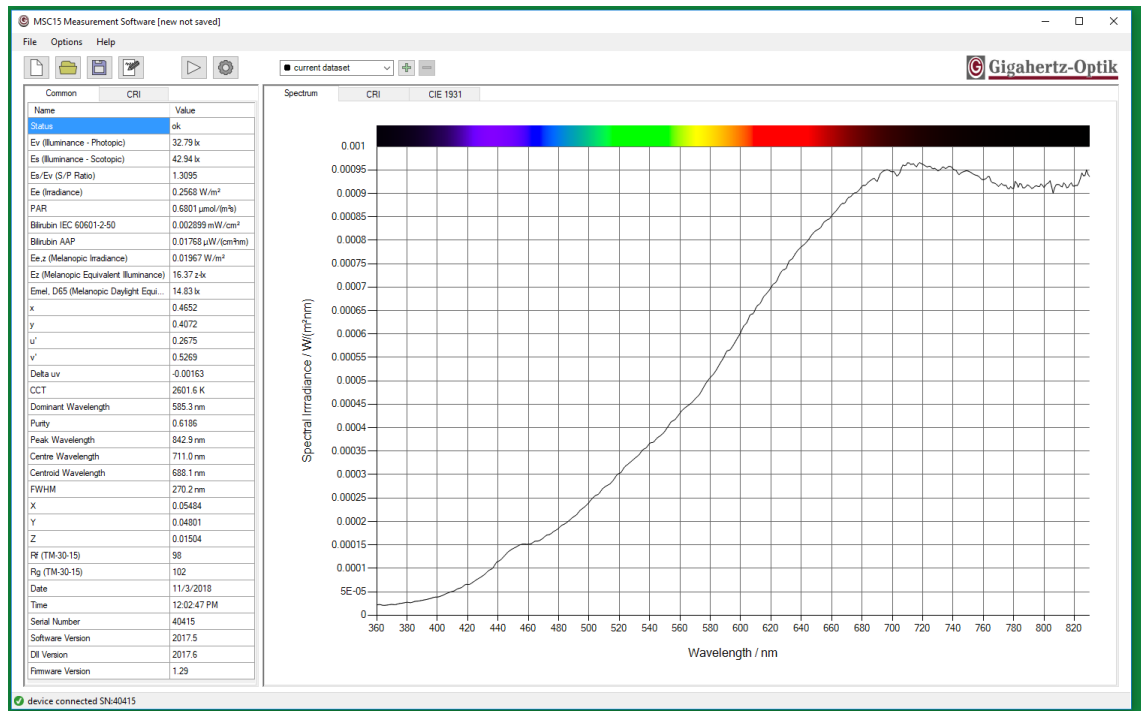 MSC15 Measurement Software [new not saved]
File Options Help
current dataset
Gigahertz-Optik
Common CRI
Name Value
Status ok
Ev (Illuminance - Photopic) 32.79 lx
Es (Illuminance - Scotopic) 42.94 lx
Es/Ev (S/P Ratio) 1.3095
Ee (Irradiance) 0.2568 W/m²
PAR 0.6801 µmol/(m²s)
Bilirubin IEC 60601-2-50 0.002899 mW/cm²
Bilirubin AAP 0.01768 µW/(cm²nm)
Ee,z (Melanopic Irradiance) 0.01967 W/m²
Ez (Melanopic Equivalent Illuminance) 16.37 z-lx
Emel, D65 (Melanopic Daylight Equi... 14.83 lx
x 0.4652
y 0.4072
u' 0.2675
v' 0.5269
Delta uv -0.00163
CCT 2601.6 K
Dominant Wavelength 585.3 nm
Purity 0.6186
Peak Wavelength 842.9 nm
Centre Wavelength 711.0 nm
Centroid Wavelength 688.1 nm
FWHM 270.2 nm
X 0.05484
Y 0.04801
Z 0.01504
Rf (TM-30-15) 98
Rg (TM-30-15) 102
Date 11/3/2018
Time 12:02:47 PM
Serial Number 40415
Software Version 2017.5
Dll Version 2017.6
Firmware Version 1.29
Spectrum CRI CIE 1931
0.001
0.00095
0.0009
0.00085
0.0008
0.00075
0.0007
0.00065
0.0006
0.00055
0.0005
0.00045
0.0004
0.00035
0.0003
0.00025
0.0002
0.00015
0.0001
5E-05
0
Spectral Irrradiance / W/(m²nm)
360 380 400 420 440 460 480 500 520 540 560 580 600 620 640 660 680 700 720 740 760 780 800 820
Wavelength / nm
device connected SN:40415